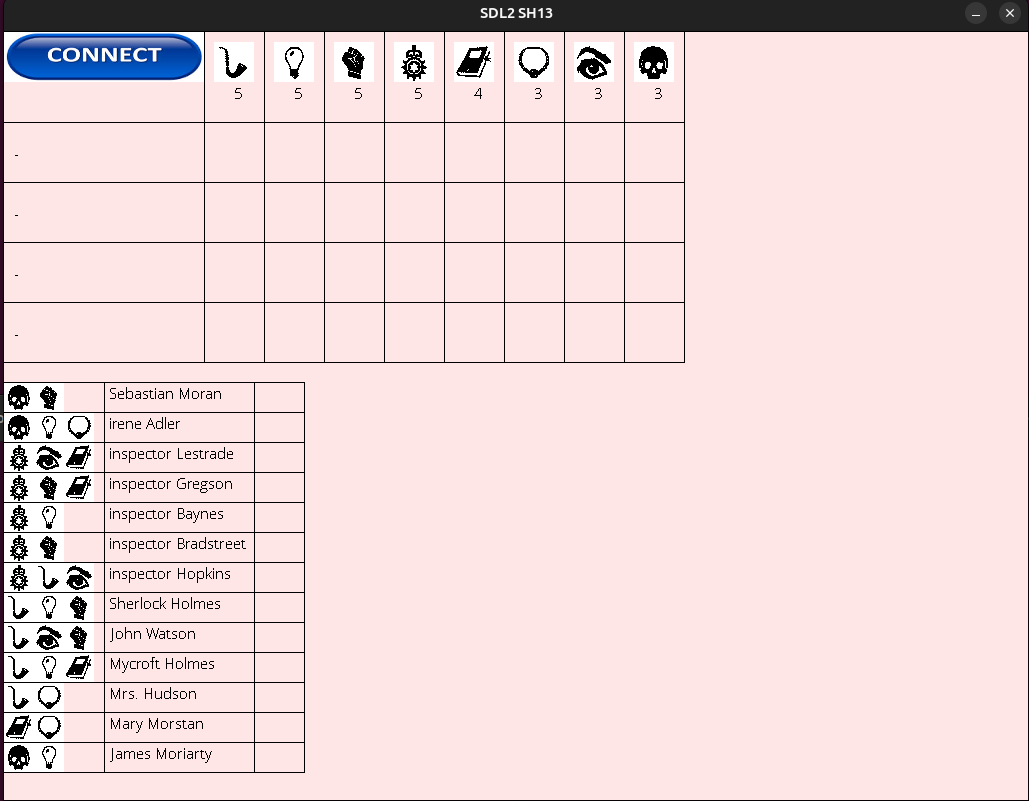 SDL2 SH13
CONNECT
5 5 5 5 4 3 3 3
-
-
-
-
Sebastian Moran
irene Adler
inspector Lestrade
inspector Gregson
inspector Baynes
inspector Bradstreet
inspector Hopkins
Sherlock Holmes
John Watson
Mycroft Holmes
Mrs. Hudson
Mary Morstan
James Moriarty